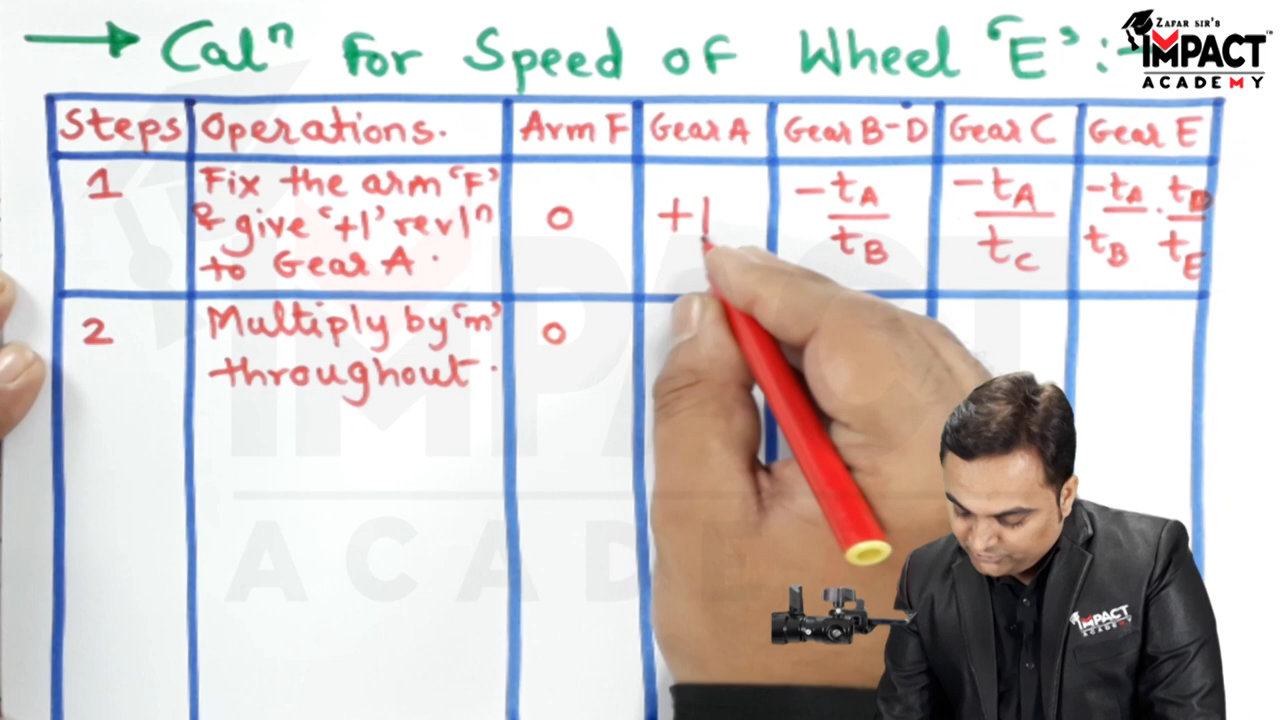 → Calⁿ For Speed of Wheel 'E' :-
ZAFAR SIR'S
IMPACT
ACADEMY
Steps Operations. Arm F Gear A Gear B-D Gear C Gear E
1 Fix the arm 'F' & give '+1' revlⁿ to Gear A. 0 +1 -tA/tB -tA/tC -tA/tB . tD/tE
2 Multiply by 'm' throughout. 0
ACADEM
IMPACT
ACADEMY